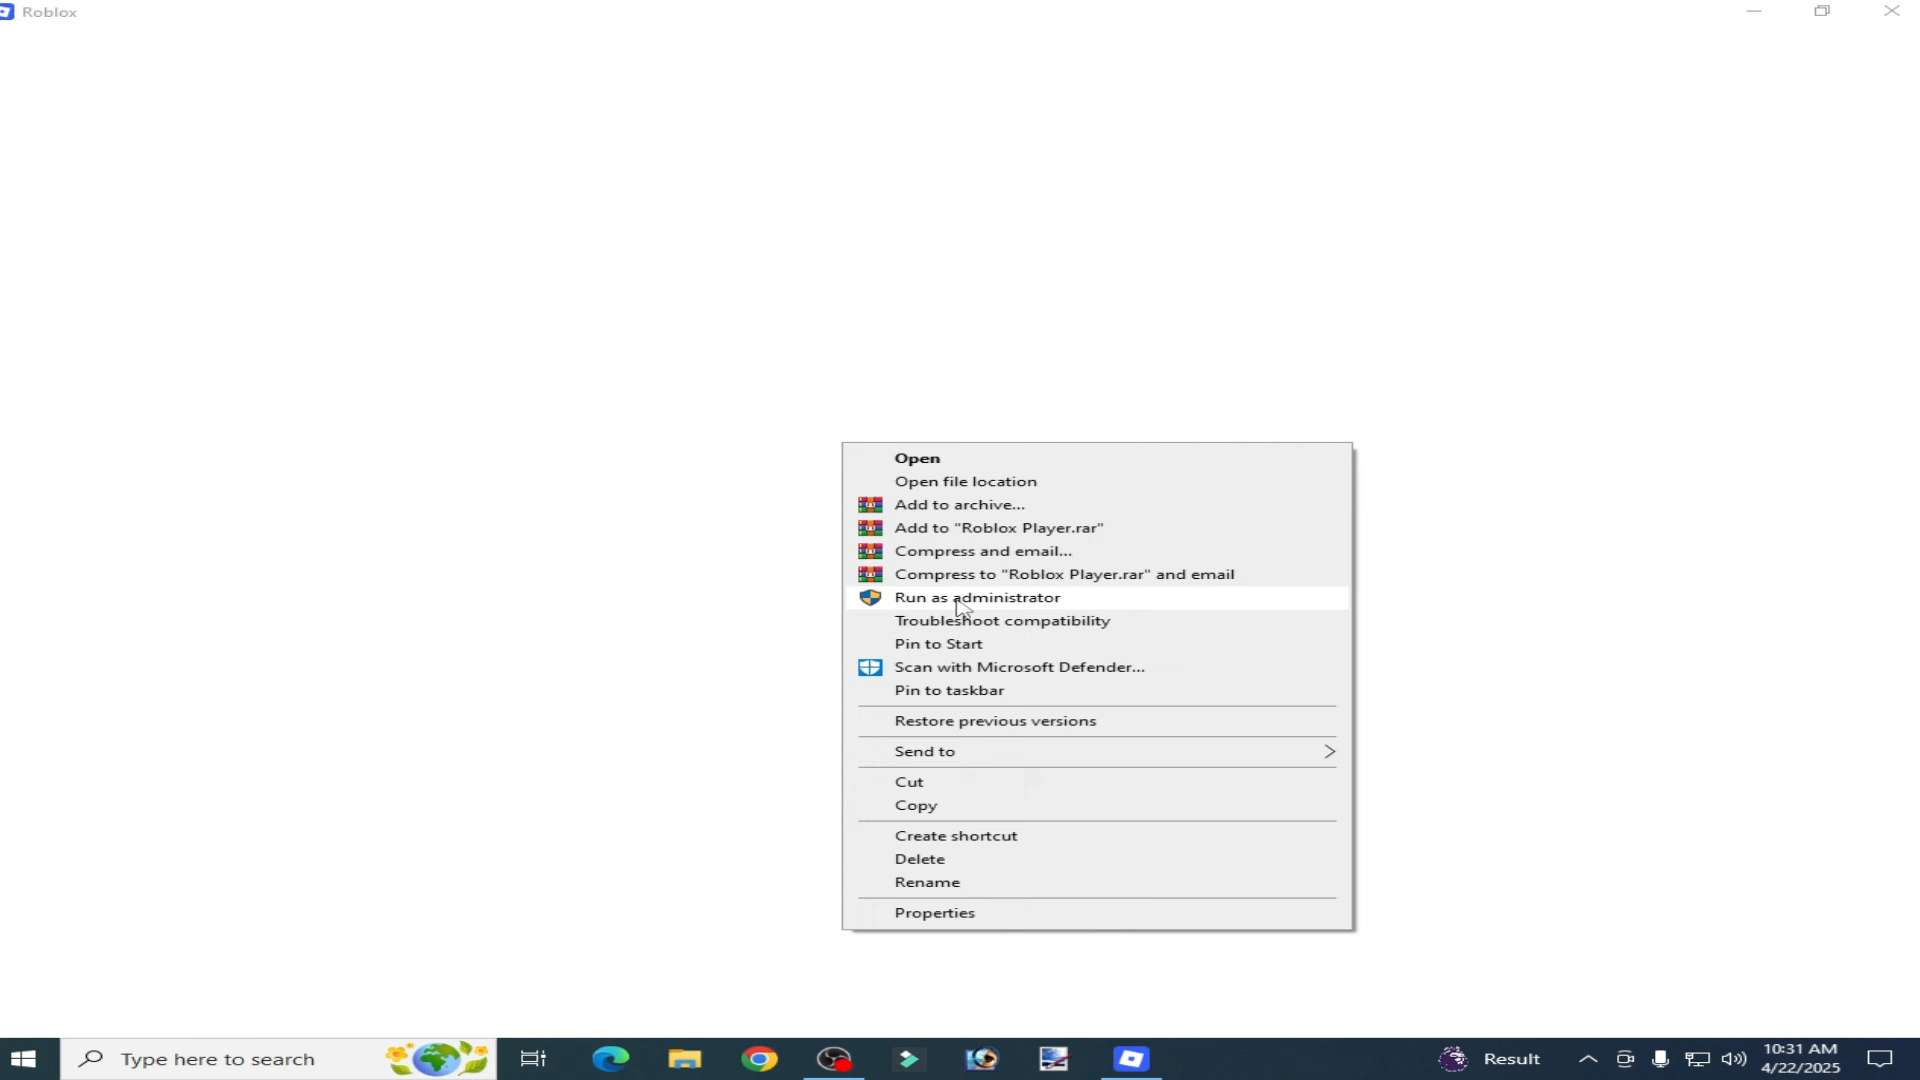 Roblox
Open
Open file location
Add to archive...
Add to "Roblox Player.rar"
Compress and email...
Compress to "Roblox Player.rar" and email
Run as administrator
Troubleshoot compatibility
Pin to Start
Scan with Microsoft Defender...
Pin to taskbar
Restore previous versions
Send to
Cut
Copy
Create shortcut
Delete
Rename
Properties
Type here to search
Result
10:31 AM
4/22/2025